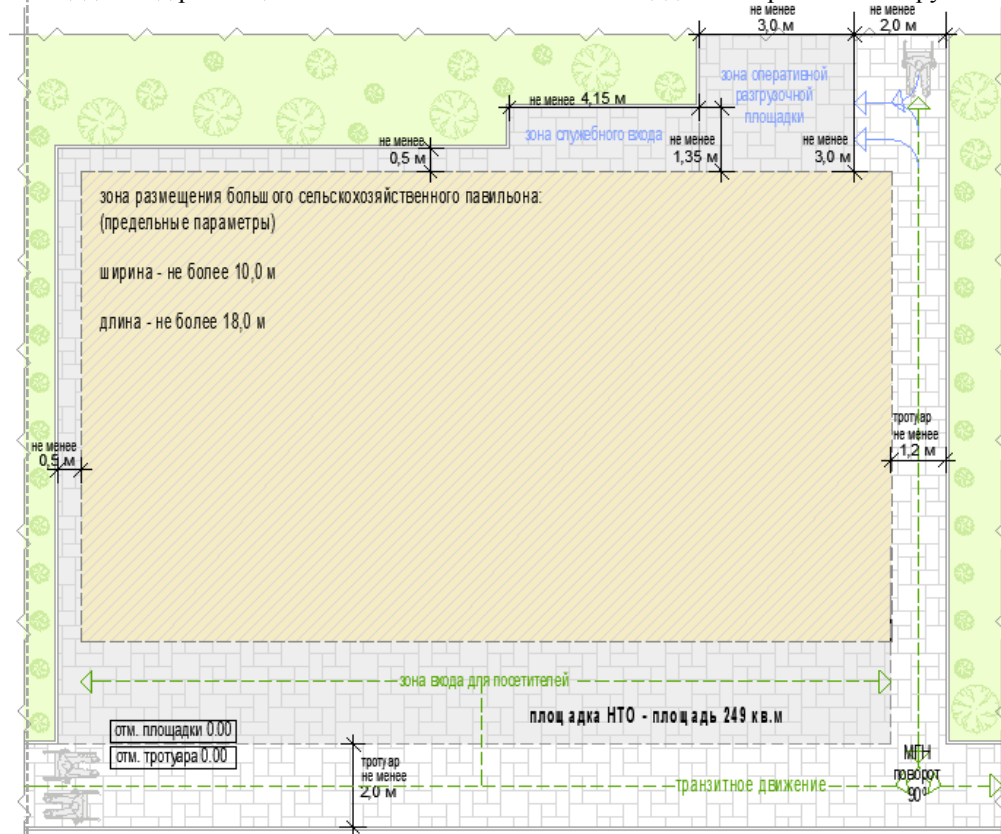 не менее
3,0 м
не менее
2,0 м
зона оперативной
разгрузочной
площадки
не менее 4,15 м
зона служебного входа
не менее
0,5 м
не менее
1,35 м
не менее
3,0 м
зона размещения большого сельскохозяйственного павильона:
(предельные параметры)
ширина - не более 10,0 м
длина - не более 18,0 м
не менее
0,5 м
тротуар
не менее
1,2 м
зона входа для посетителей
площадка НТО - площадь 249 кв.м
отм. площадки 0.00
отм. тротуара 0.00
тротуар
не менее
2,0 м
транзитное движение
МГН
поворот
90°